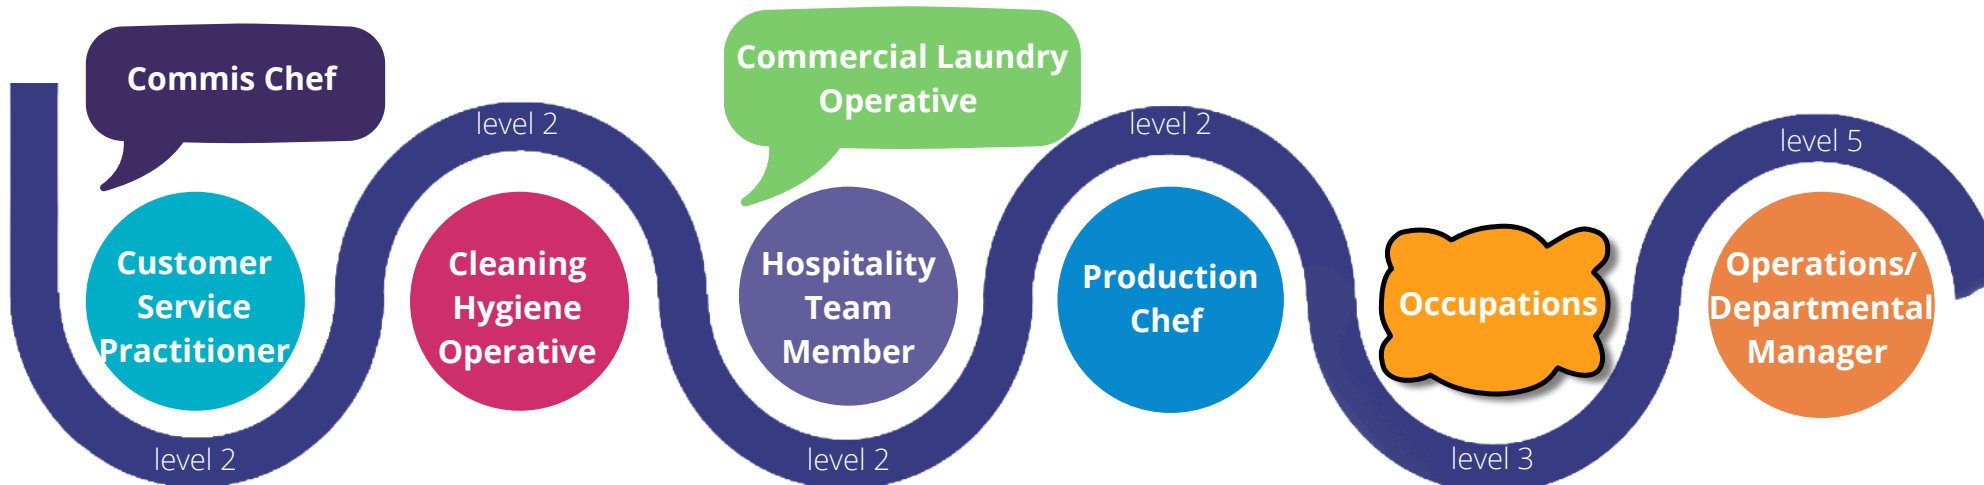 Commis Chef
Customer
Service
Practitioner
level 2
level 2
Cleaning
Hygiene
Operative
Commercial Laundry
Operative
Hospitality
Team
Member
level 2
level 2
Production
Chef
Occupations
level 3
level 5
Operations/
Departmental
Manager